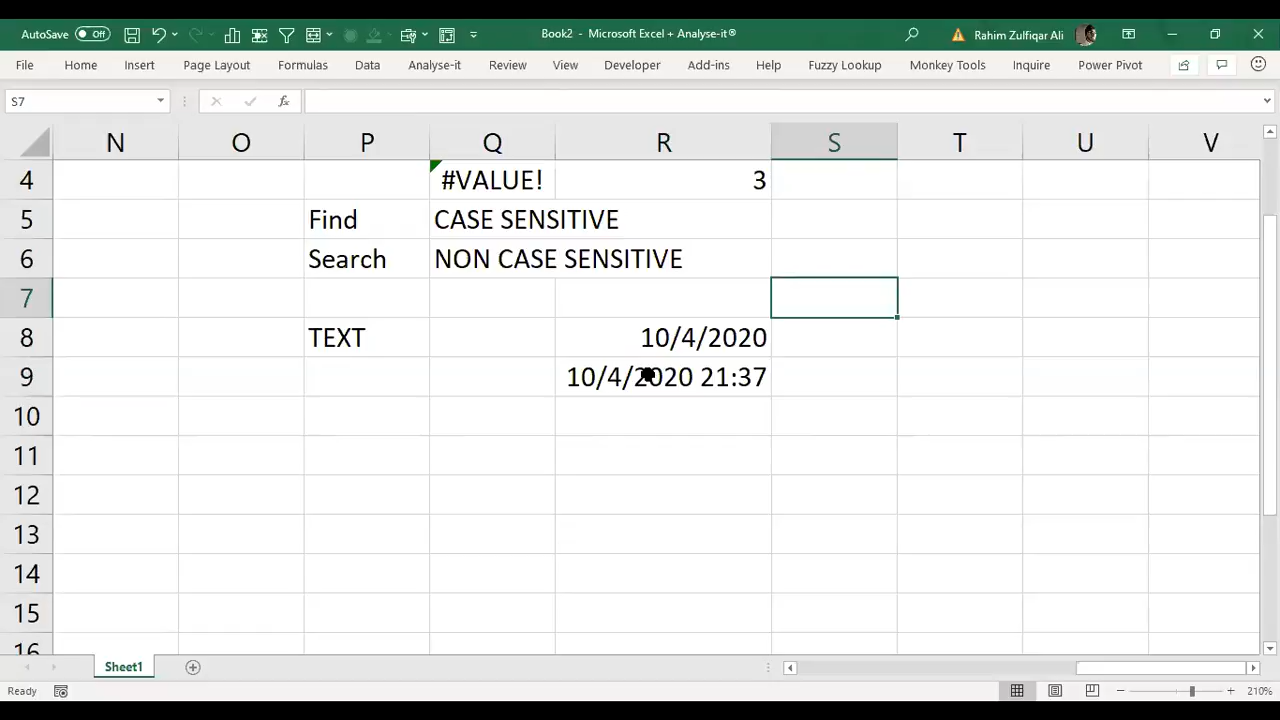 AutoSave Off Book2 - Microsoft Excel + Analyse-it® Rahim Zulfiqar Ali
File Home Insert Page Layout Formulas Data Analyse-it Review View Developer Add-ins Help Fuzzy Lookup Monkey Tools Inquire Power Pivot
S7 fx
N O P Q R S T U V
4 #VALUE! 3
5 Find CASE SENSITIVE
6 Search NON CASE SENSITIVE
7
8 TEXT 10/4/2020
9 10/4/2020 21:37
10
11
12
13
14
15
16
Sheet1
Ready 210%